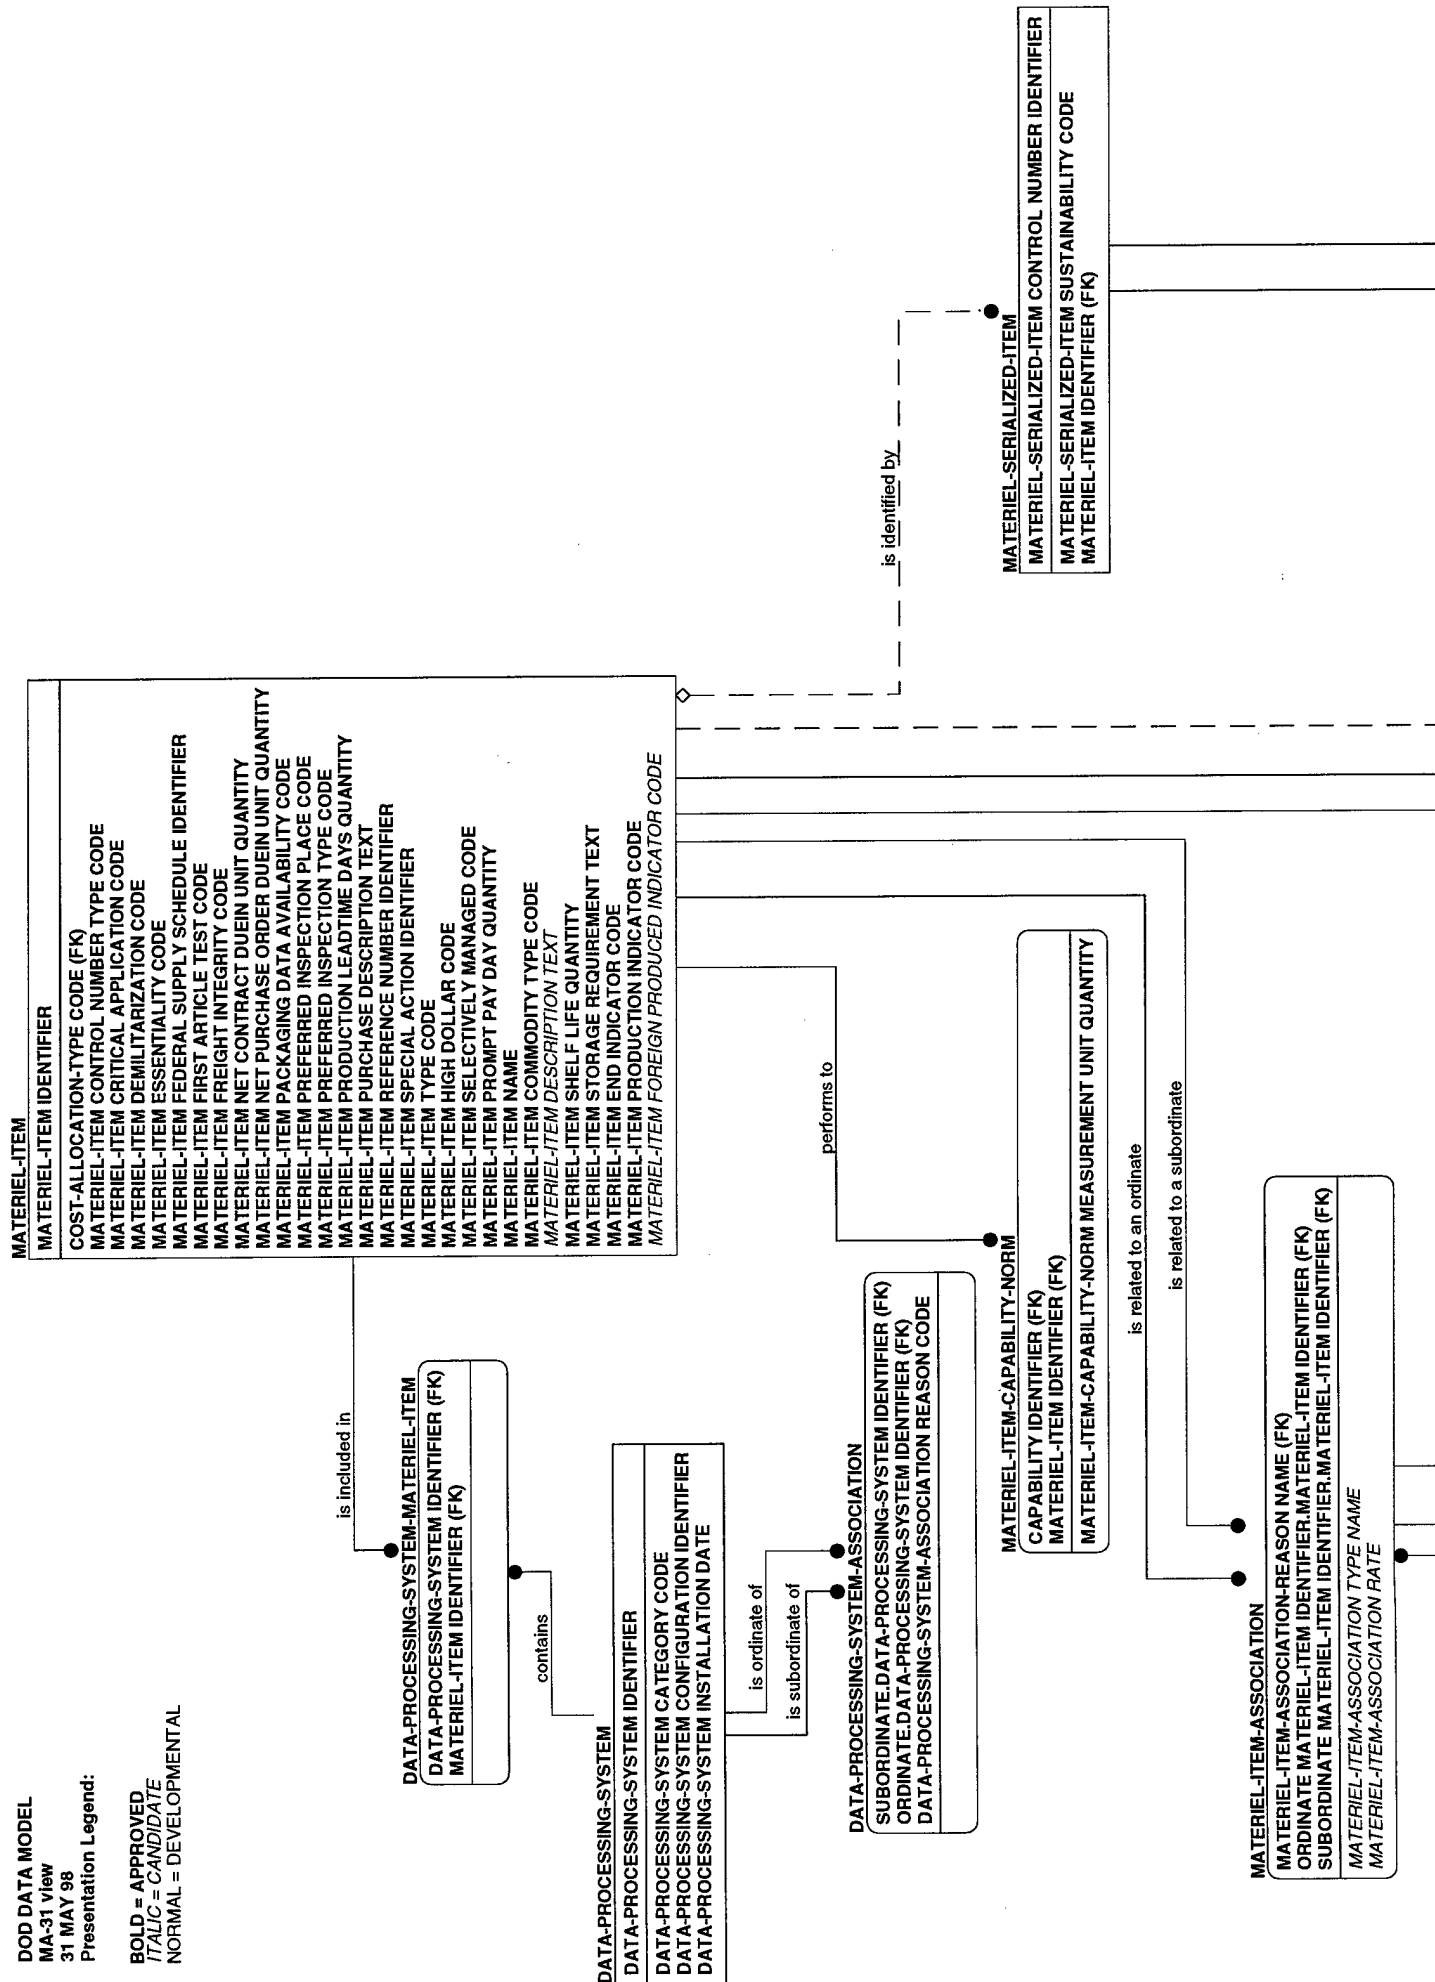 DOD DATA MODEL
MA-31 view
31 MAY 98
Presentation Legend:
BOLD = APPROVED
ITALIC = CANDIDATE
NORMAL = DEVELOPMENTAL
MATERIEL-ITEM
MATERIEL-ITEM IDENTIFIER
COST-ALLOCATION-TYPE CODE (FK)
MATERIEL-ITEM CONTROL NUMBER TYPE CODE
MATERIEL-ITEM CRITICAL APPLICATION CODE
MATERIEL-ITEM DEMILITARIZATION CODE
MATERIEL-ITEM ESSENTIALITY CODE
MATERIEL-ITEM FEDERAL SUPPLY SCHEDULE IDENTIFIER
MATERIEL-ITEM FIRST ARTICLE TEST CODE
MATERIEL-ITEM FREIGHT INTEGRITY CODE
MATERIEL-ITEM NET CONTRACT DUEIN UNIT QUANTITY
MATERIEL-ITEM NET PURCHASE ORDER DUEIN UNIT QUANTITY
MATERIEL-ITEM PACKAGING DATA AVAILABILITY CODE
MATERIEL-ITEM PREFERRED INSPECTION PLACE CODE
MATERIEL-ITEM PREFERRED INSPECTION TYPE CODE
MATERIEL-ITEM PRODUCTION LEADTIME DAYS QUANTITY
MATERIEL-ITEM PURCHASE DESCRIPTION TEXT
MATERIEL-ITEM REFERENCE NUMBER IDENTIFIER
MATERIEL-ITEM SPECIAL ACTION IDENTIFIER
MATERIEL-ITEM TYPE CODE
MATERIEL-ITEM HIGH DOLLAR CODE
MATERIEL-ITEM SELECTIVELY MANAGED CODE
MATERIEL-ITEM PROMPT PAY DAY QUANTITY
MATERIEL-ITEM NAME
MATERIEL-ITEM COMMODITY TYPE CODE
MATERIEL-ITEM DESCRIPTION TEXT
MATERIEL-ITEM SHELF LIFE QUANTITY
MATERIEL-ITEM STORAGE REQUIREMENT TEXT
MATERIEL-ITEM END INDICATOR CODE
MATERIEL-ITEM PRODUCTION INDICATOR CODE
MATERIEL-ITEM FOREIGN PRODUCED INDICATOR CODE
is included in
DATA-PROCESSING-SYSTEM-MATERIEL-ITEM
DATA-PROCESSING-SYSTEM IDENTIFIER (FK)
MATERIEL-ITEM IDENTIFIER (FK)
contains
DATA-PROCESSING-SYSTEM
DATA-PROCESSING-SYSTEM IDENTIFIER
DATA-PROCESSING-SYSTEM CATEGORY CODE
DATA-PROCESSING-SYSTEM CONFIGURATION IDENTIFIER
DATA-PROCESSING-SYSTEM INSTALLATION DATE
is ordinate of
is subordinate of
DATA-PROCESSING-SYSTEM-ASSOCIATION
SUBORDINATE.DATA-PROCESSING-SYSTEM IDENTIFIER (FK)
ORDINATE.DATA-PROCESSING-SYSTEM IDENTIFIER (FK)
DATA-PROCESSING-SYSTEM-ASSOCIATION REASON CODE
performs to
is identified by
MATERIEL-ITEM-CAPABILITY-NORM
CAPABILITY IDENTIFIER (FK)
MATERIEL-ITEM IDENTIFIER (FK)
MATERIEL-ITEM-CAPABILITY-NORM MEASUREMENT UNIT QUANTITY
MATERIEL-SERIALIZED-ITEM
MATERIEL-SERIALIZED-ITEM CONTROL NUMBER IDENTIFIER
MATERIEL-SERIALIZED-ITEM SUSTAINABILITY CODE
MATERIEL-ITEM IDENTIFIER (FK)
is related to an ordinate
is related to a subordinate
MATERIEL-ITEM-ASSOCIATION
MATERIEL-ITEM-ASSOCIATION-REASON NAME (FK)
ORDINATE MATERIEL-ITEM IDENTIFIER.MATERIEL-ITEM IDENTIFIER (FK)
SUBORDINATE MATERIEL-ITEM IDENTIFIER.MATERIEL-ITEM IDENTIFIER (FK)
MATERIEL-ITEM-ASSOCIATION TYPE NAME
MATERIEL-ITEM-ASSOCIATION RATE